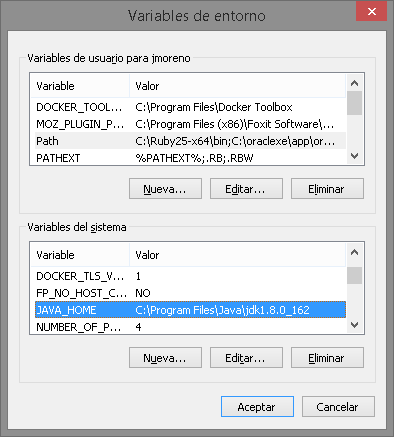 Variables de entorno
Variables de usuario para jmoreno
Variable Valor
DOCKER_TOOL... C:\Program Files\Docker Toolbox
MOZ_PLUGIN_P... C:\Program Files (x86)\Foxit Software\...
Path C:\Ruby25-x64\bin;C:\oraclexe\app\or...
PATHEXT %PATHEXT%;.RB;.RBW
Nueva... Editar... Eliminar
Variables del sistema
Variable Valor
DOCKER_TLS_V... 1
FP_NO_HOST_C... NO
JAVA_HOME C:\Program Files\Java\jdk1.8.0_162
NUMBER_OF_P... 4
Nueva... Editar... Eliminar
Aceptar Cancelar